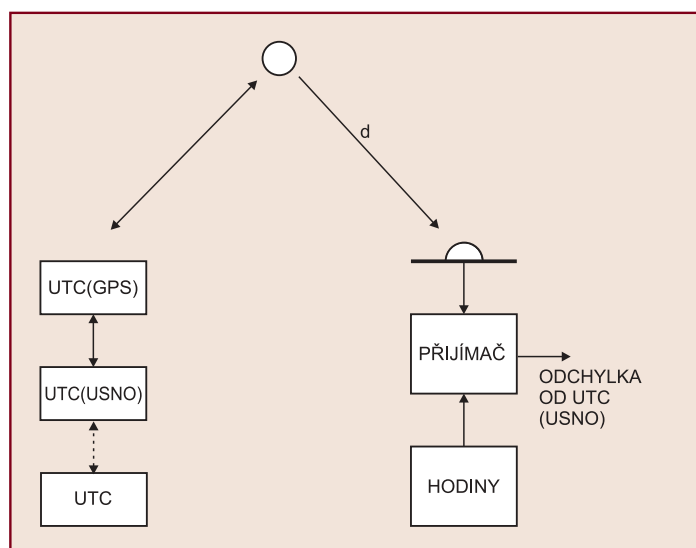 d
UTC(GPS)
UTC(USNO)
UTC
PŘIJÍMAČ
ODCHYLKA
OD UTC
(USNO)
HODINY